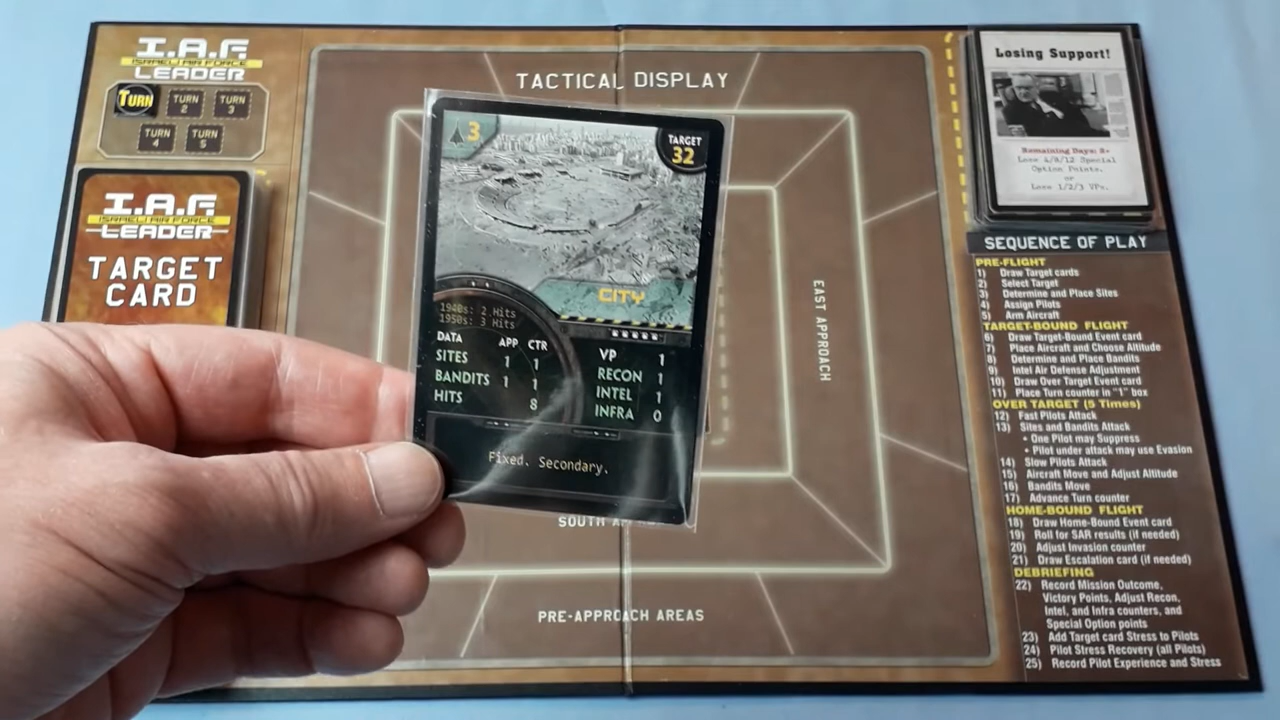 I.A.F.
ISRAELI AIR FORCE
LEADER
TURN
TURN 2
TURN 3
TURN 4
TURN 5
I.A.F.
ISRAELI AIR FORCE
LEADER
TARGET
CARD
TACTICAL DISPLAY
3
TARGET
32
CITY
1940s: 2 Hits
1950s: 3 Hits
DATA APP CTR
SITES 1 1
BANDITS 1 1
HITS 8
VP 1
RECON 1
INTEL 1
INFRA 0
Fixed. Secondary.
EAST APPROACH
SOUTH
PRE-APPROACH AREAS
Losing Support!
Remaining Days: 8+
Lose 4/8/12 Special
Option Points.
or
Lose 1/2/3 VPs.
SEQUENCE OF PLAY
PRE-FLIGHT
1) Draw Target cards
2) Select Target
3) Determine and Place Sites
4) Assign Pilots
5) Arm Aircraft
TARGET-BOUND FLIGHT
6) Draw Target-Bound Event card
7) Place Aircraft and Choose Altitude
8) Determine and Place Bandits
9) Intel Air Defense Adjustment
10) Draw Over Target Event card
11) Place Turn counter in "1" box
OVER TARGET (5 Times)
12) Fast Pilots Attack
13) Sites and Bandits Attack
• One Pilot may Suppress
• Pilot under attack may use Evasion
14) Slow Pilots Attack
15) Aircraft Move and Adjust Altitude
16) Bandits Move
17) Advance Turn counter
HOME-BOUND FLIGHT
18) Draw Home-Bound Event card
19) Roll for SAR results (if needed)
20) Adjust Invasion counter
21) Draw Escalation card (if needed)
DEBRIEFING
22) Record Mission Outcome,
Victory Points, Adjust Recon,
Intel, and Infra counters, and
Special Option points
23) Add Target card Stress to Pilots
24) Pilot Stress Recovery (all Pilots)
25) Record Pilot Experience and Stress